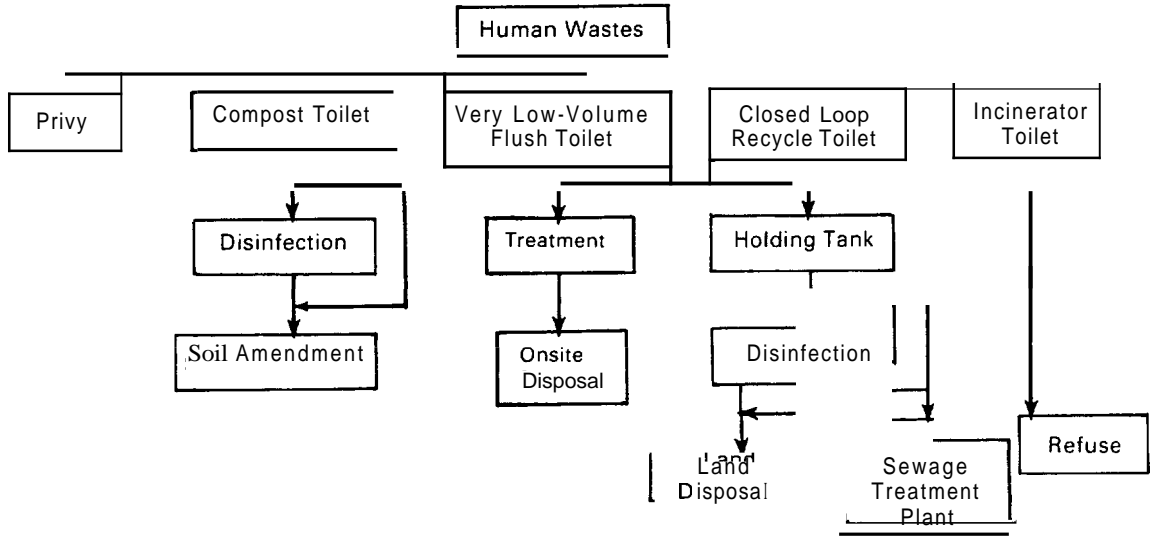 Human Wastes
Privy
Compost Toilet
Very Low-Volume
Flush Toilet
Closed Loop
Recycle Toilet
Incinerator
Toilet
Disinfection
Treatment
Holding Tank
Soil Amendment
Onsite
Disposal
Disinfection
Refuse
Land
Disposal
Sewage
Treatment
Plant